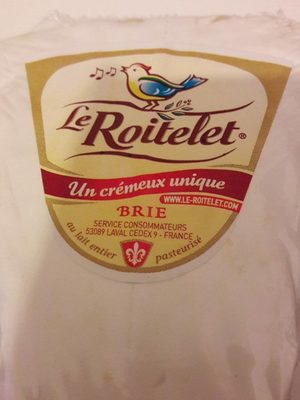 Le Roitelet®
Un crémeux unique
WWW.LE-ROITELET.COM
BRIE
SERVICE CONSOMMATEURS
53089 LAVAL CEDEX 9 - FRANCE
au lait entier pasteurisé